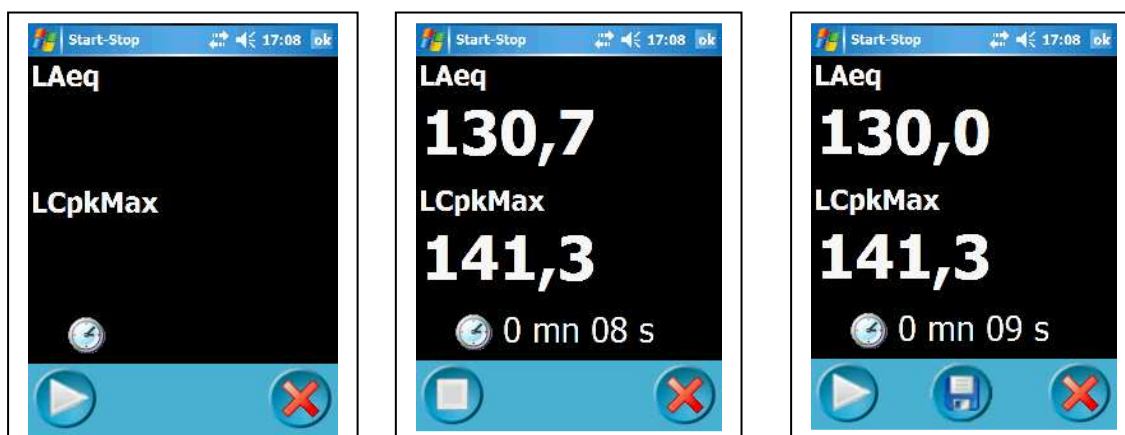 Start-Stop 17:08 ok
LAeq
LCpkMax
Start-Stop 17:08 ok
LAeq
130,7
LCpkMax
141,3
0 mn 08 s
Start-Stop 17:08 ok
LAeq
130,0
LCpkMax
141,3
0 mn 09 s